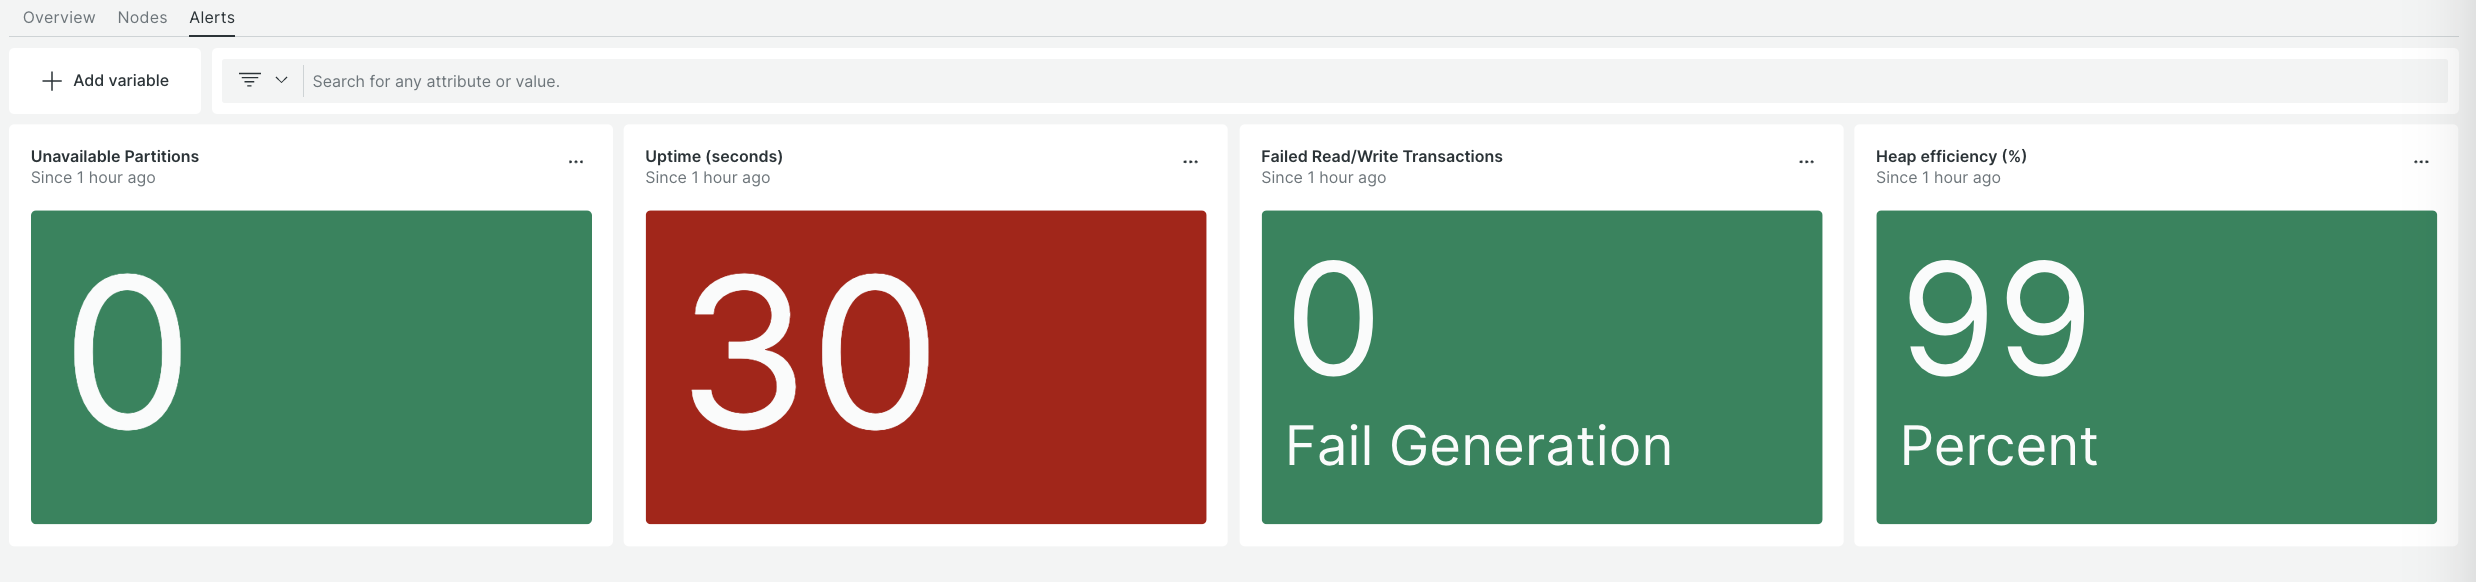 Overview Nodes Alerts
Add variable
Search for any attribute or value.
Unavailable Partitions
Since 1 hour ago
0
Uptime (seconds)
Since 1 hour ago
30
Failed Read/Write Transactions
Since 1 hour ago
0
Fail Generation
Heap efficiency (%)
Since 1 hour ago
99
Percent